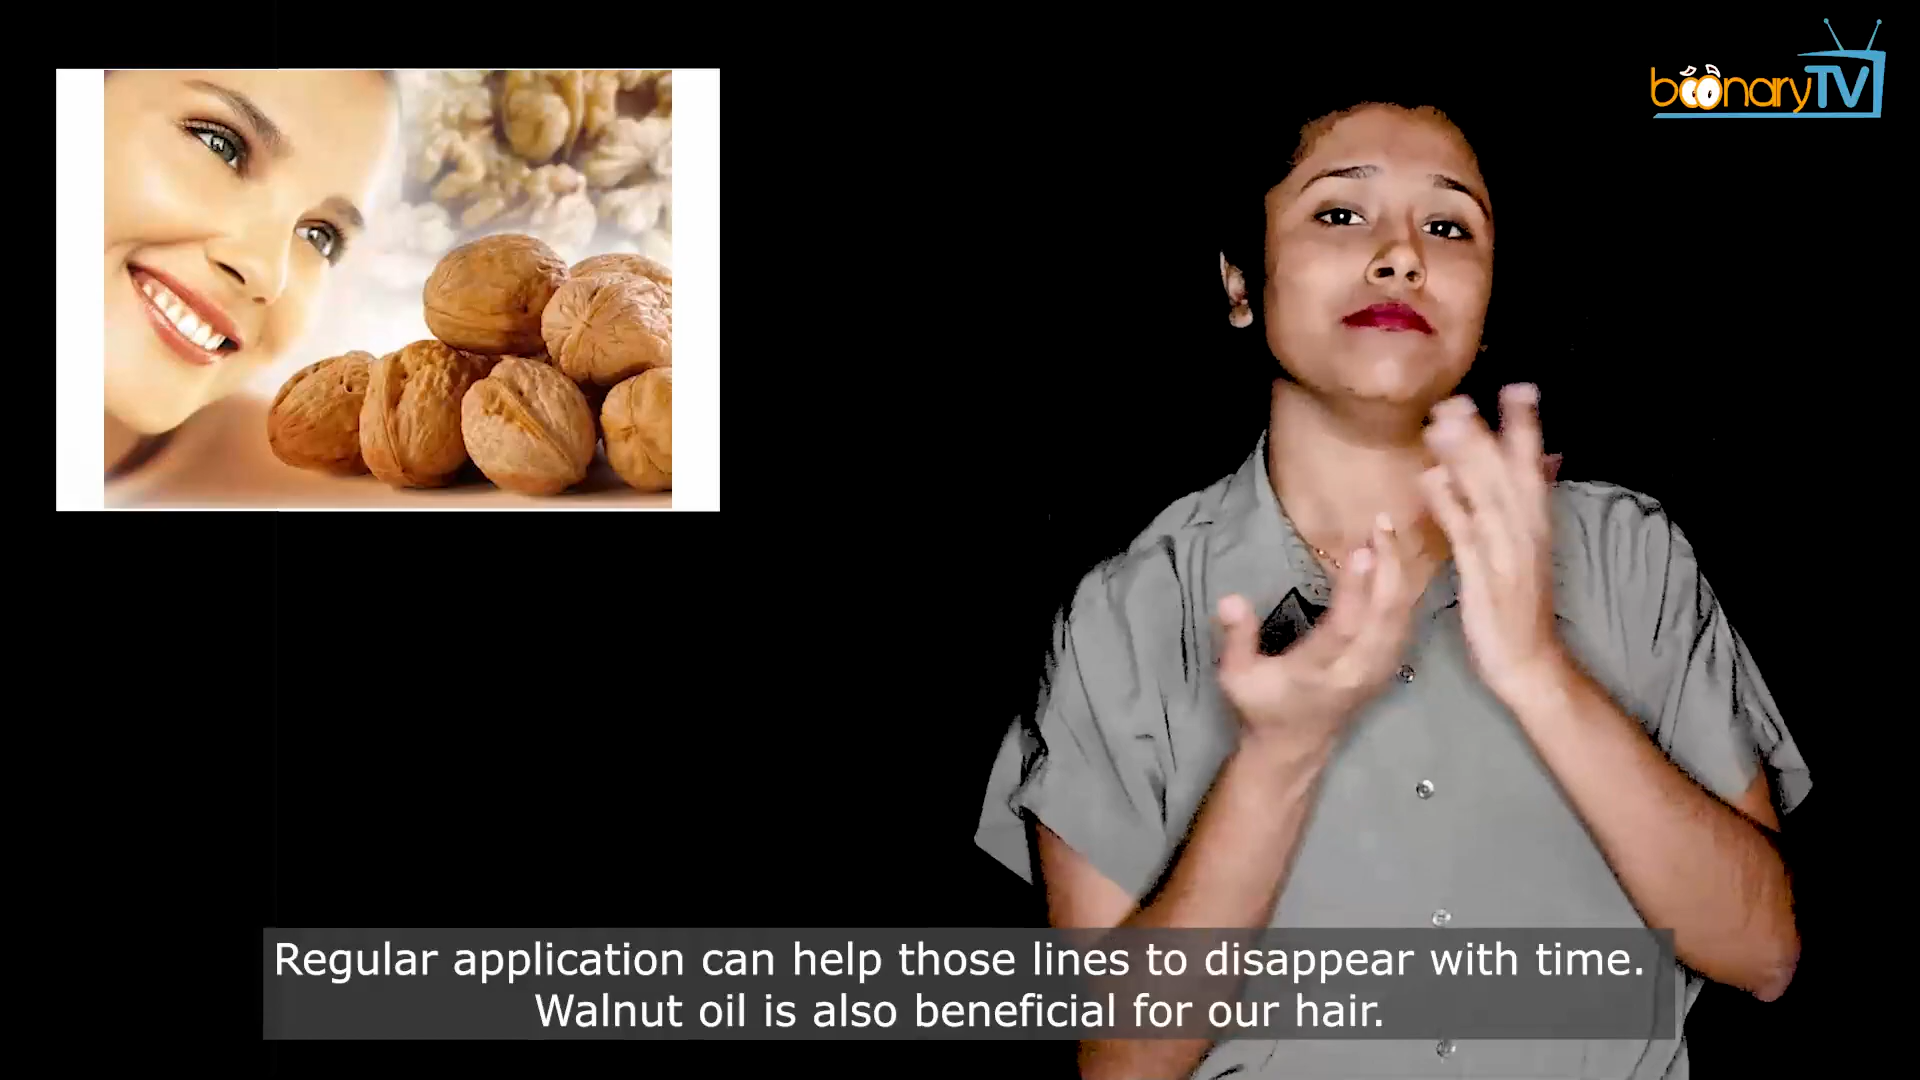 boonaryTV
Regular application can help those lines to disappear with time.
Walnut oil is also beneficial for our hair.